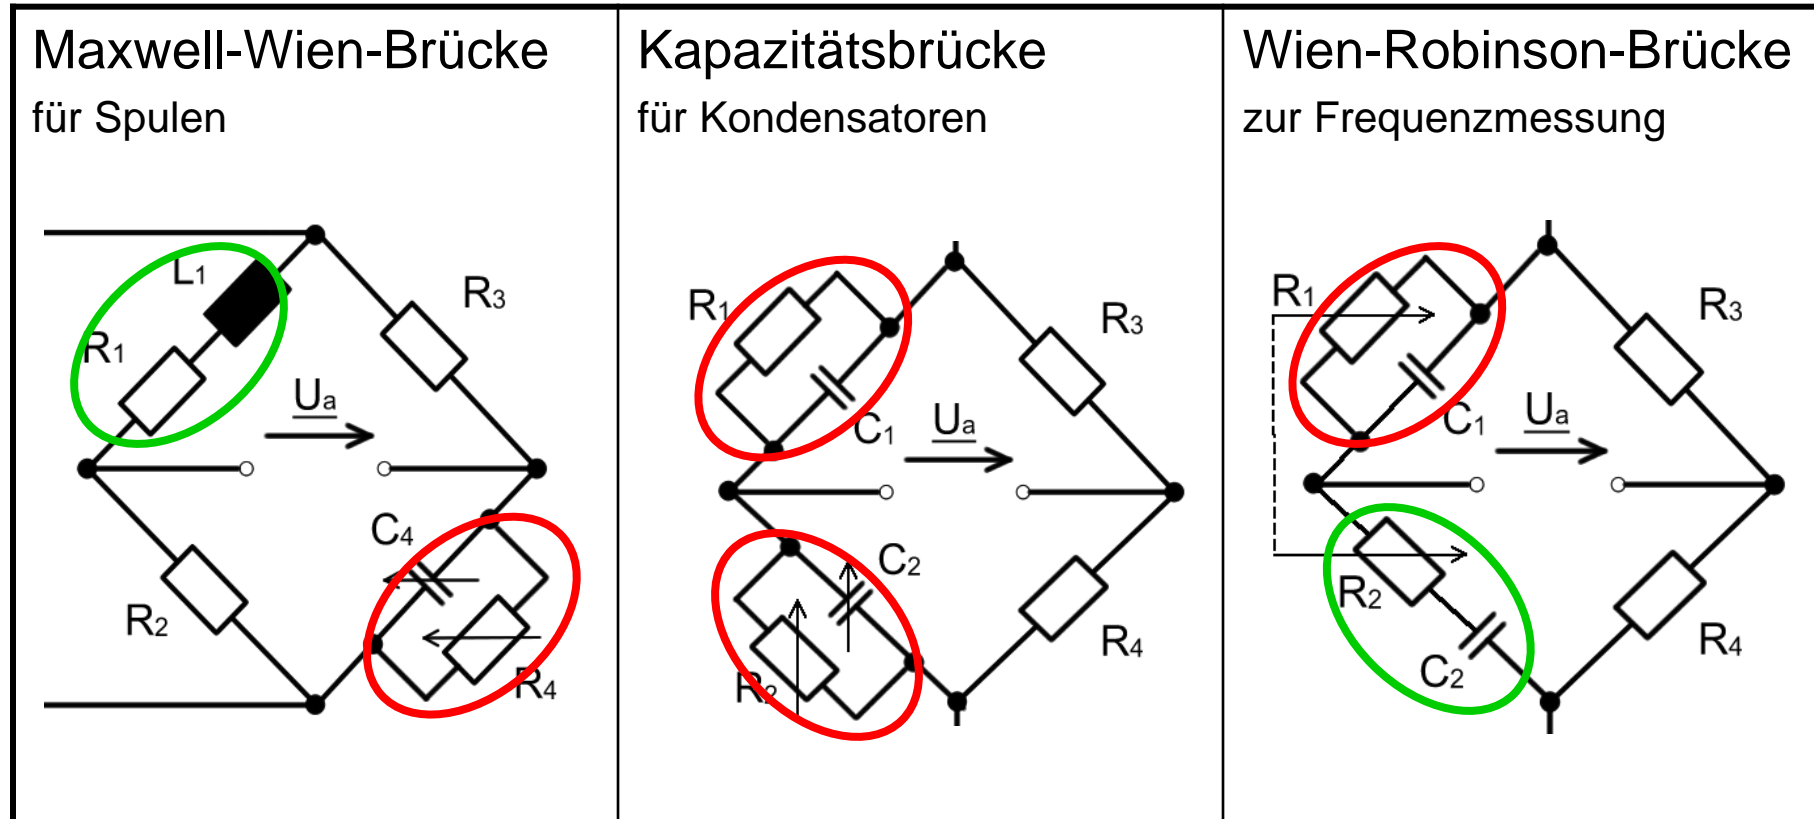 Maxwell-Wien-Brücke
für Spulen
L1
R1
R3
Ua
C4
R2
R4
Kapazitätsbrücke
für Kondensatoren
R1
R3
C1
Ua
C2
R2
R4
Wien-Robinson-Brücke
zur Frequenzmessung
R1
R3
C1
Ua
R2
C2
R4